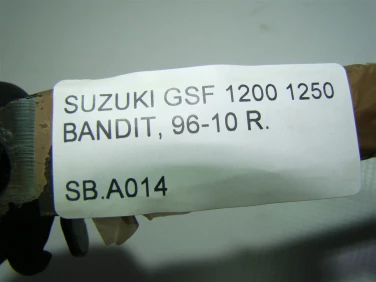 SUZUKI GSF 1200 1250
BANDIT, 96-10 R.
SB.A014